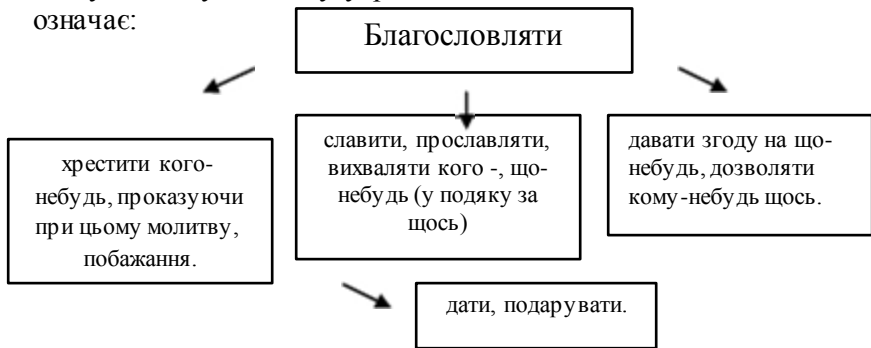 означає:
Благословляти
хрестити кого-
небудь, проказуючи
при цьому молитву,
побажання.
славити, прославляти,
вихваляти кого -, що-
небудь (у подяку за
щось)
давати згоду на що-
небудь, дозволяти
кому-небудь щось.
дати, подарувати.